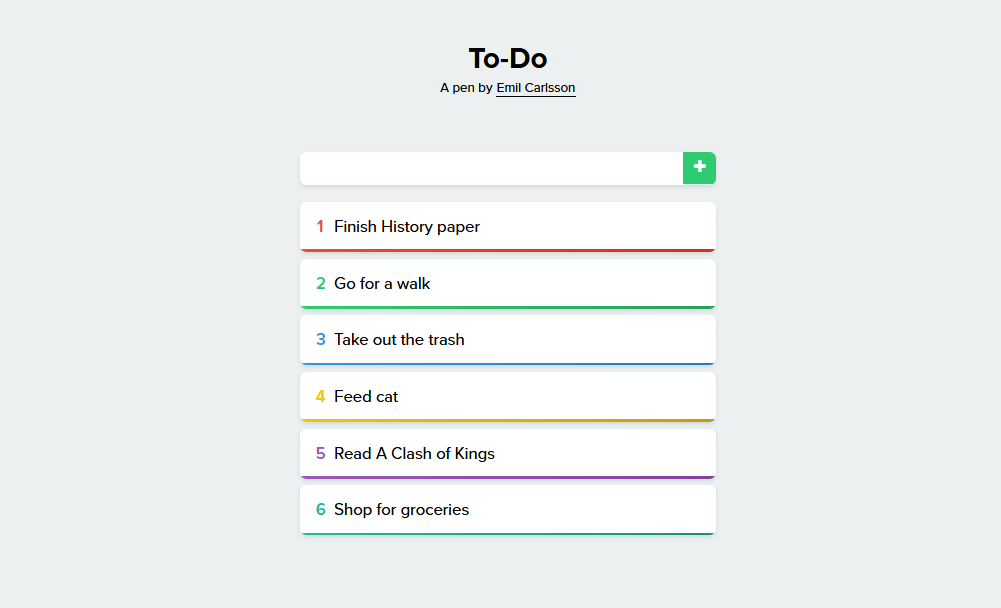 To-Do
A pen by Emil Carlsson
1 Finish History paper
2 Go for a walk
3 Take out the trash
4 Feed cat
5 Read A Clash of Kings
6 Shop for groceries